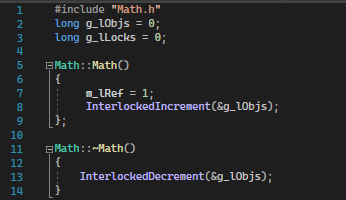 1 #include "Math.h"
2 long g_lObjs = 0;
3 long g_lLocks = 0;
4
5 Math::Math()
6 {
7 m_lRef = 1;
8 InterlockedIncrement(&g_lObjs);
9 };
10
11 Math::~Math()
12 {
13 InterlockedDecrement(&g_lObjs);
14 }